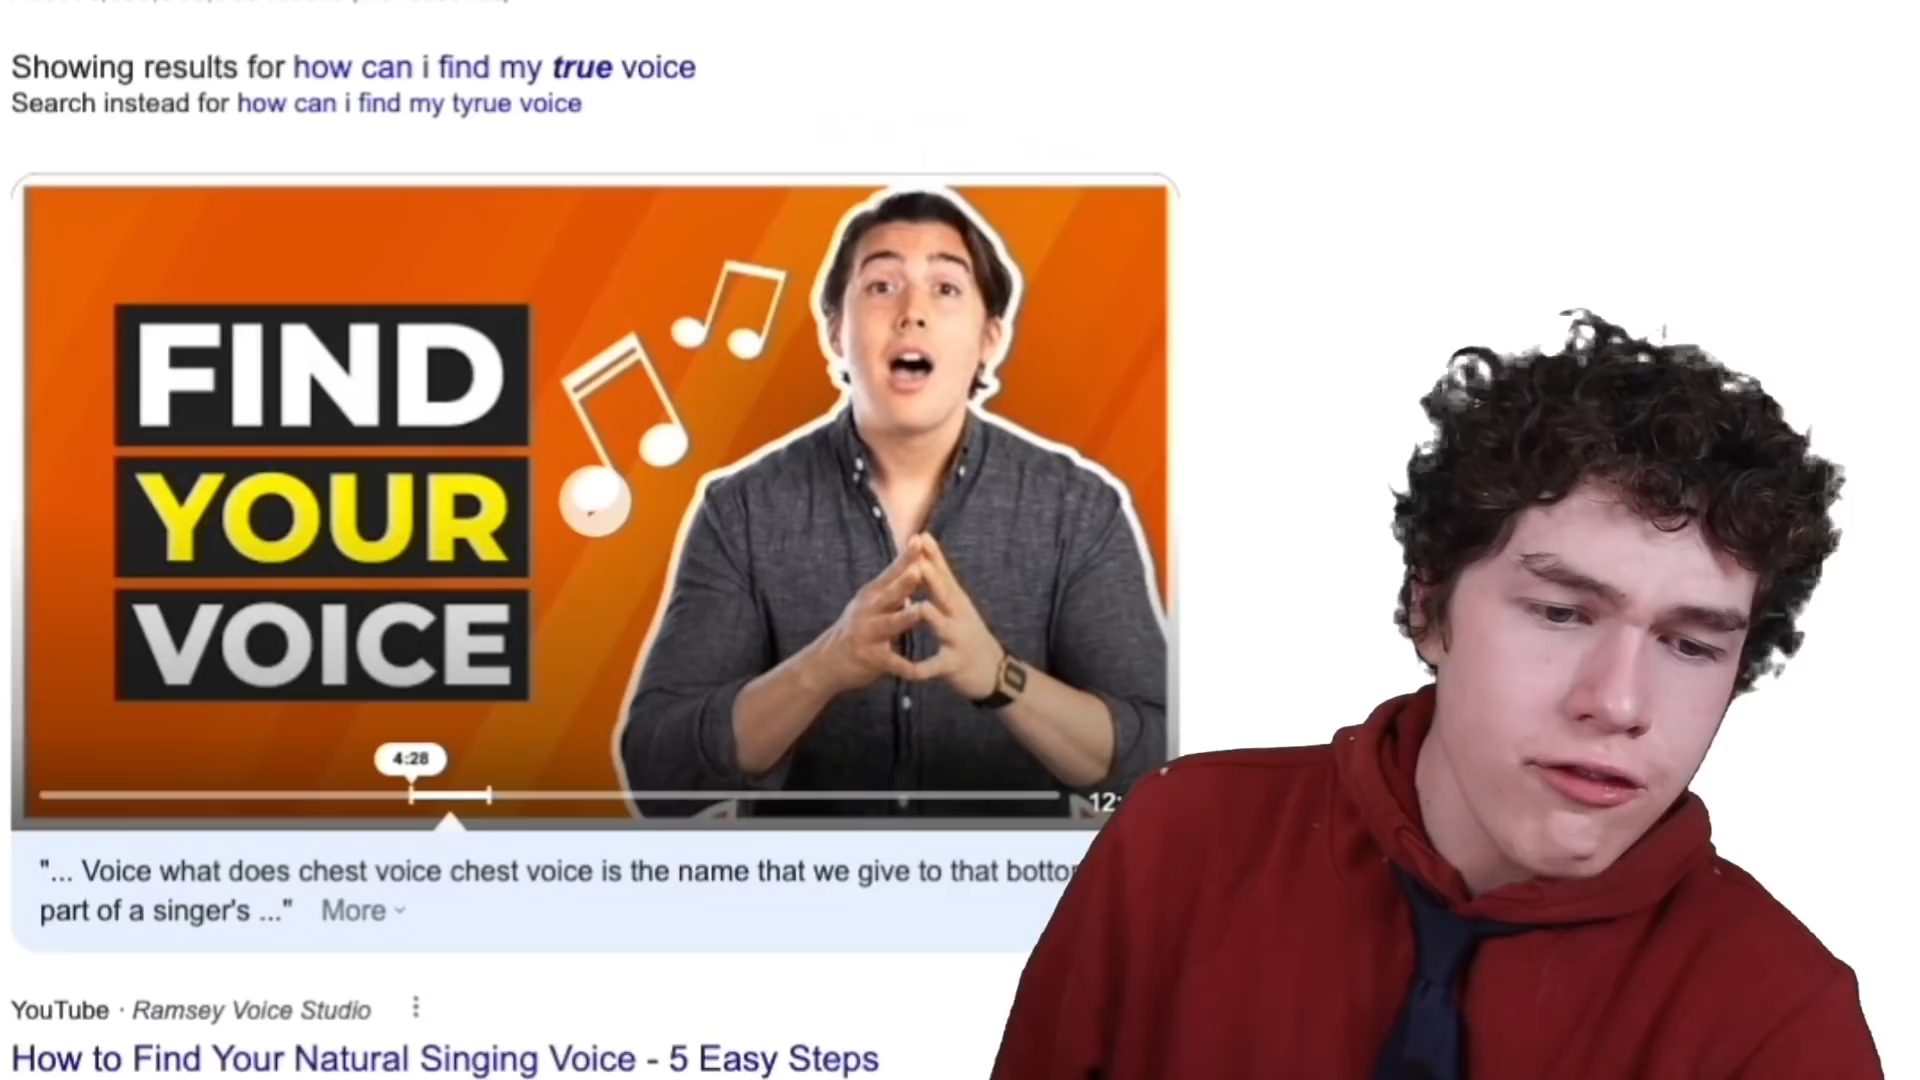 Showing results for how can i find my true voice
Search instead for how can i find my tyrue voice
FIND
YOUR
VOICE
4:28
12:
"... Voice what does chest voice chest voice is the name that we give to that
part of a singer's ..." More
YouTube · Ramsey Voice Studio
How to Find Your Natural Singing Voice - 5 Easy Steps